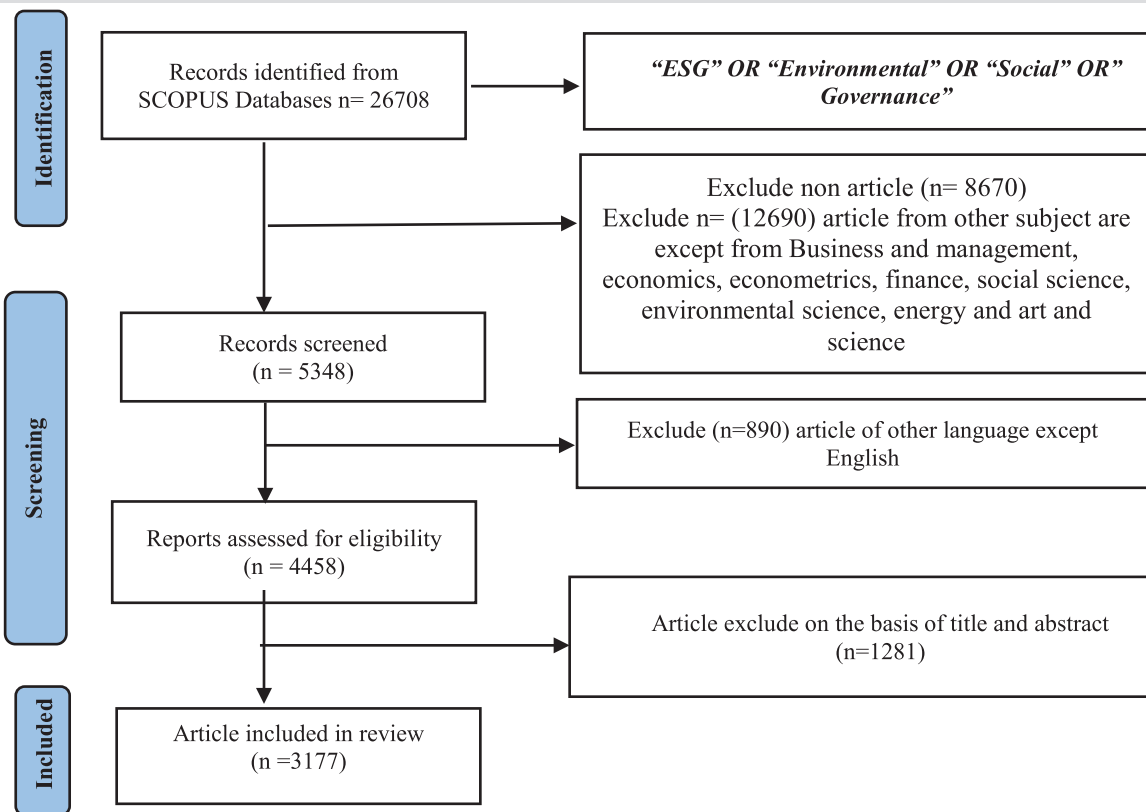 Identification
Records identified from
SCOPUS Databases n= 26708
“ESG” OR “Environmental” OR “Social” OR”
Governance”
Exclude non article (n= 8670)
Exclude n= (12690) article from other subject are
except from Business and management,
economics, econometrics, finance, social science,
environmental science, energy and art and
science
Screening
Records screened
(n = 5348)
Exclude (n=890) article of other language except
English
Reports assessed for eligibility
(n = 4458)
Article exclude on the basis of title and abstract
(n=1281)
Included
Article included in review
(n =3177)